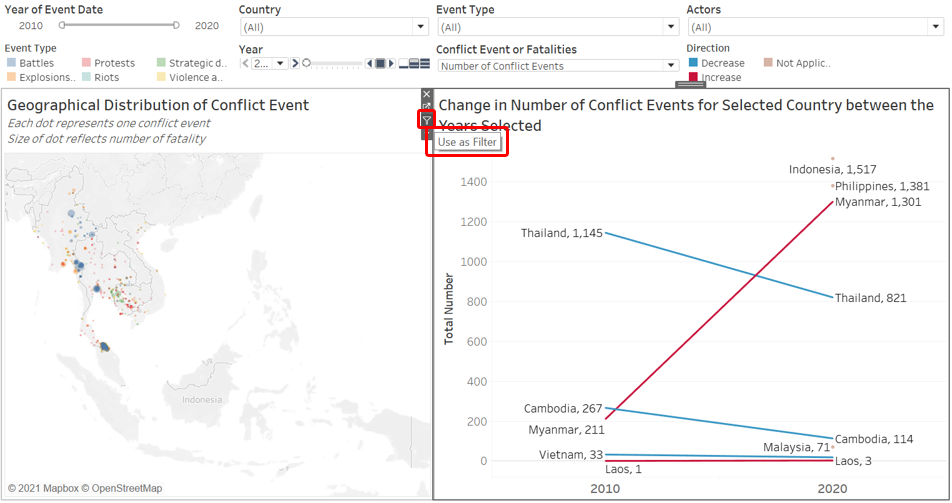 Year of Event Date
2010
2020
Country
(All)
Event Type
(All)
Actors
(All)
Event Type
Battles
Protests
Strategic d..
Explosions..
Riots
Violence a..
Year
2...
Conflict Event or Fatalities
Number of Conflict Events
Direction
Decrease
Not Applic..
Increase
Geographical Distribution of Conflict Event
Each dot represents one conflict event
Size of dot reflects number of fatality
Indonesia
© 2021 Mapbox © OpenStreetMap
Change in Number of Conflict Events for Selected Country between the
Years Selected
Use as Filter
Total Number
1400
1200
1000
800
600
400
200
0
Indonesia, 1,517
Philippines, 1,381
Myanmar, 1,301
Thailand, 1,145
Thailand, 821
Cambodia, 267
Myanmar, 211
Cambodia, 114
Malaysia, 71
Vietnam, 33
Laos, 3
Laos, 1
2010
2020